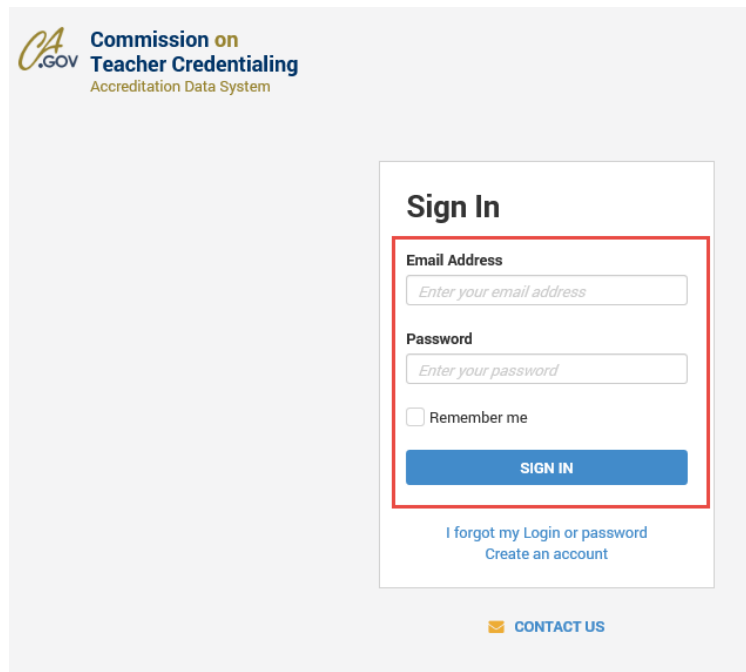 CA.GOV
Commission on
Teacher Credentialing
Accreditation Data System
Sign In
Email Address
Enter your email address
Password
Enter your password
Remember me
SIGN IN
I forgot my Login or password
Create an account
CONTACT US